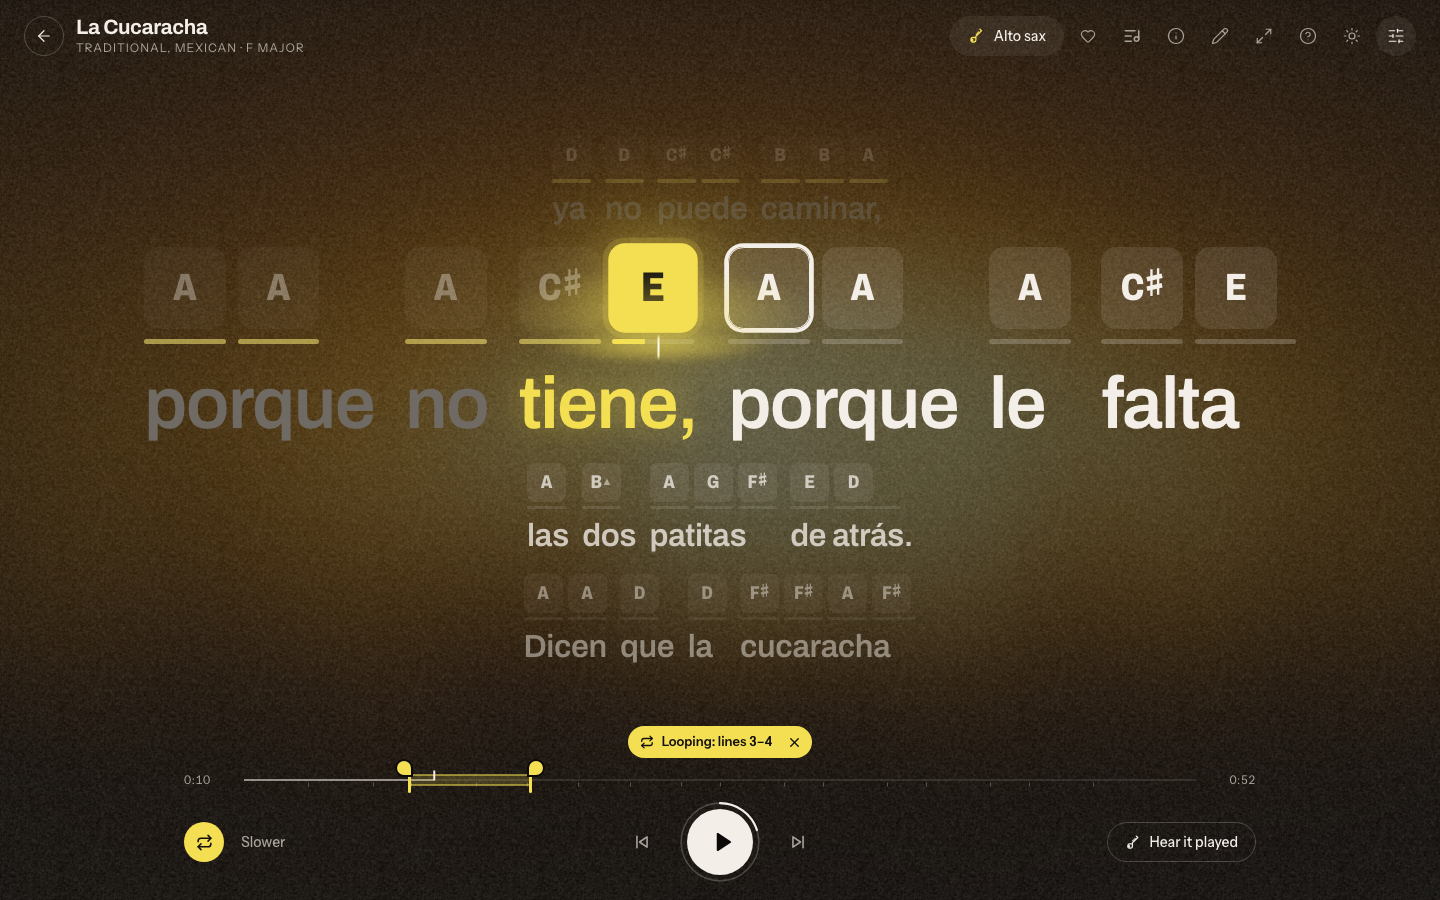 La Cucaracha
TRADITIONAL, MEXICAN · F MAJOR
Alto sax
D D C♯ C♯ B B A
ya no puede caminar,
A A A C♯ E A A A C♯ E
porque no tiene, porque le falta
A B▲ A G F♯ E D
las dos patitas de atrás.
A A D D F♯ F♯ A F♯
Dicen que la cucaracha
Looping: lines 3–4
0:10
0:52
Slower
Hear it played